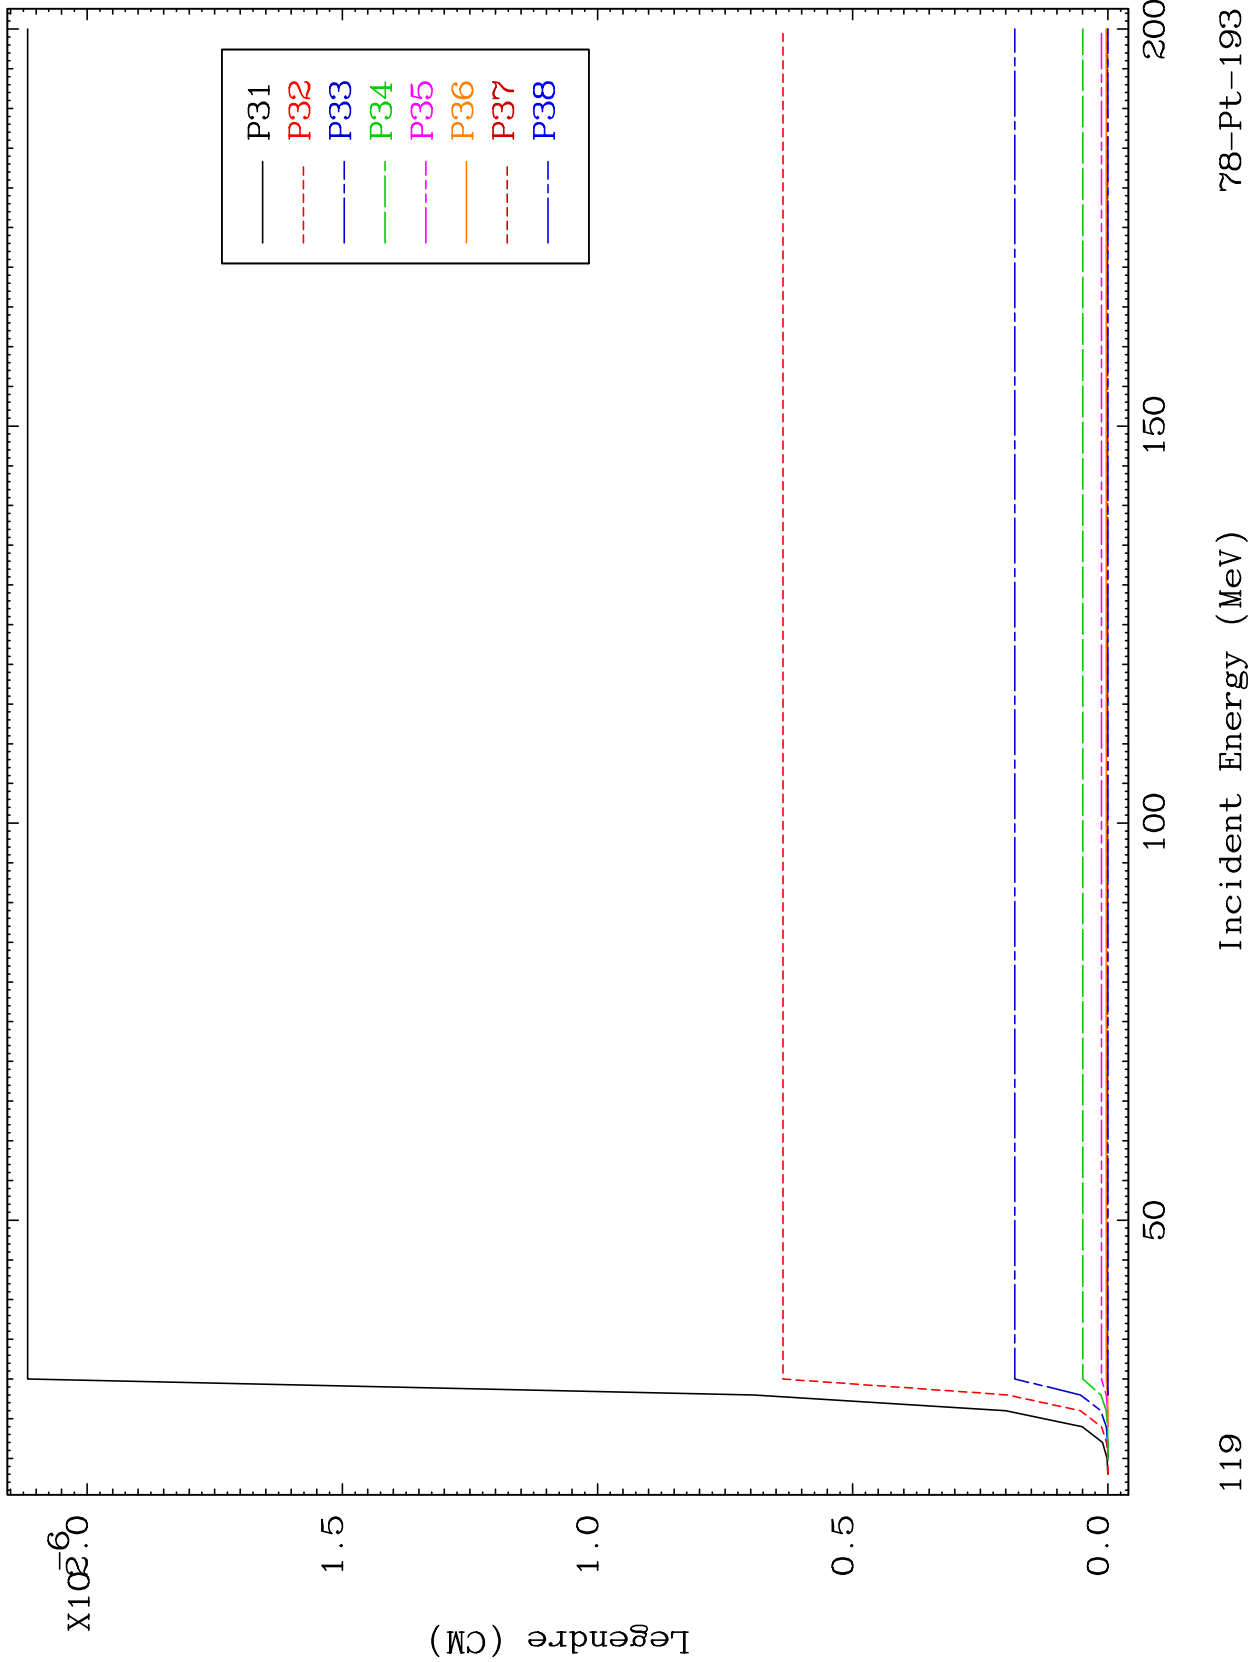 X10-6
2.0
1.5
1.0
0.5
0.0
Legendre (CM)
P31
P32
P33
P34
P35
P36
P37
P38
50
100
150
200
119
Incident Energy (MeV)
78-Pt-193